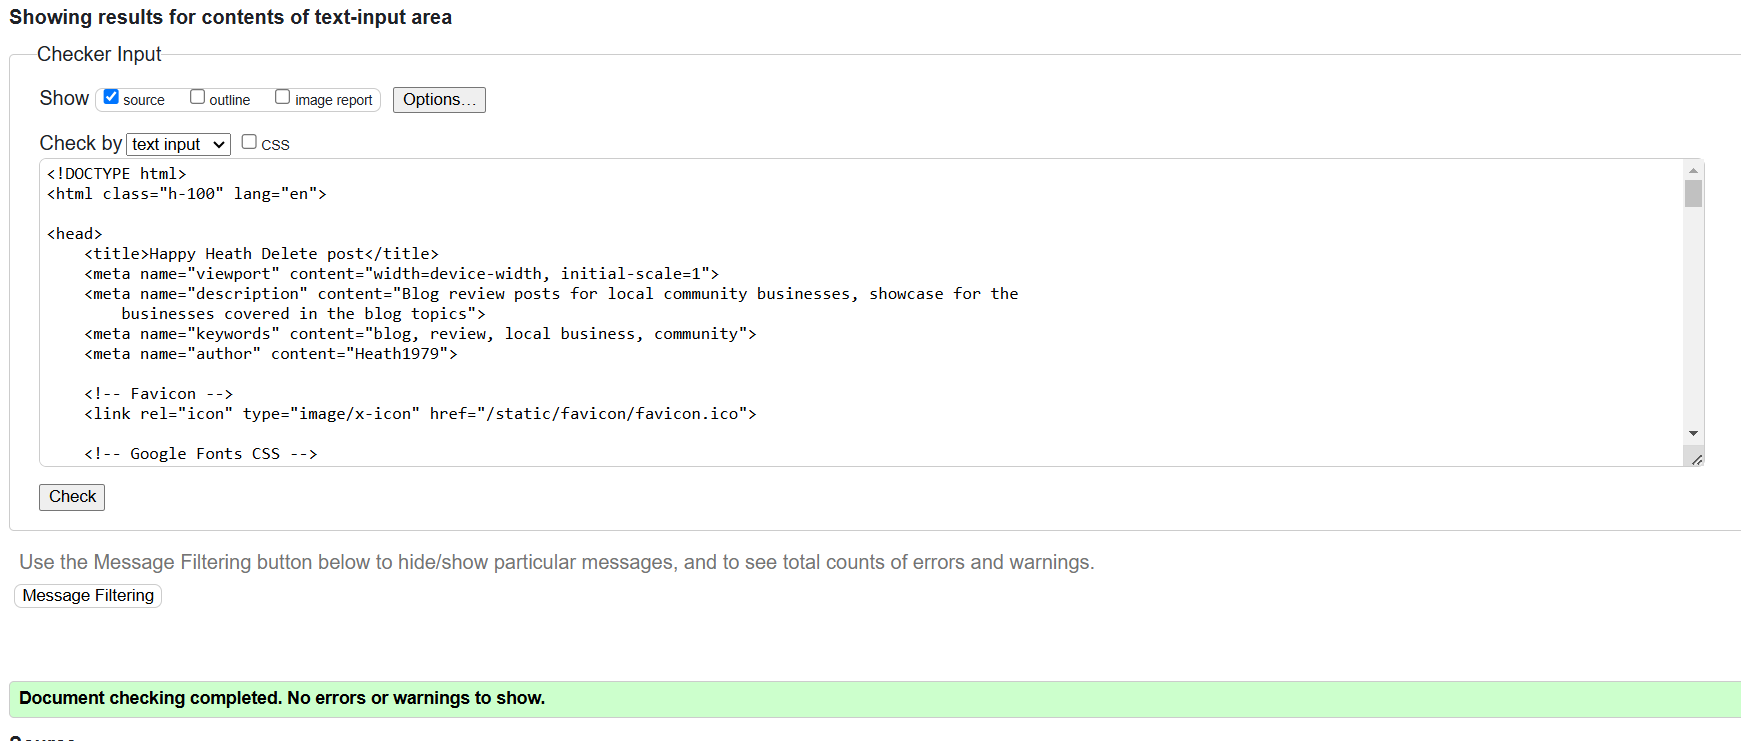 Showing results for contents of text-input area
Checker Input
Show source outline image report Options...
Check by text input CSS
<!DOCTYPE html>
<html class="h-100" lang="en">
<head>
<title>Happy Heath Delete post</title>
<meta name="viewport" content="width=device-width, initial-scale=1">
<meta name="description" content="Blog review posts for local community businesses, showcase for the
businesses covered in the blog topics">
<meta name="keywords" content="blog, review, local business, community">
<meta name="author" content="Heath1979">
<!-- Favicon -->
<link rel="icon" type="image/x-icon" href="/static/favicon/favicon.ico">
<!-- Google Fonts CSS -->
Check
Use the Message Filtering button below to hide/show particular messages, and to see total counts of errors and warnings.
Message Filtering
Document checking completed. No errors or warnings to show.